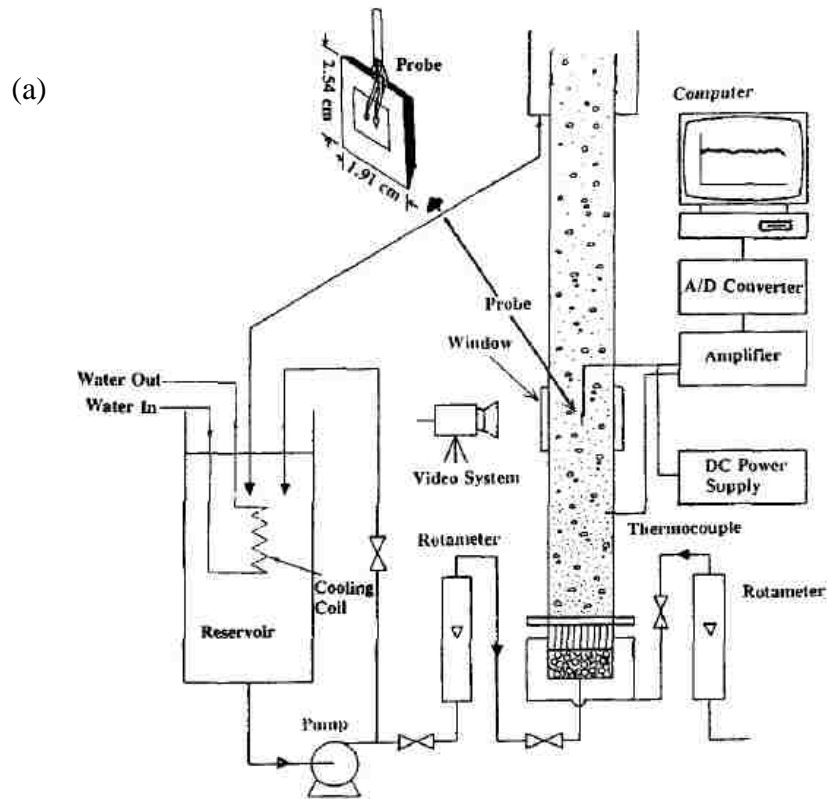 (a)
Probe
2.54 cm
1.91 cm
Computer
A/D Converter
Probe
Window
Amplifier
Water Out
Water In
Video System
DC Power
Supply
Thermocouple
Rotameter
Cooling
Coil
Rotameter
Reservoir
Pump